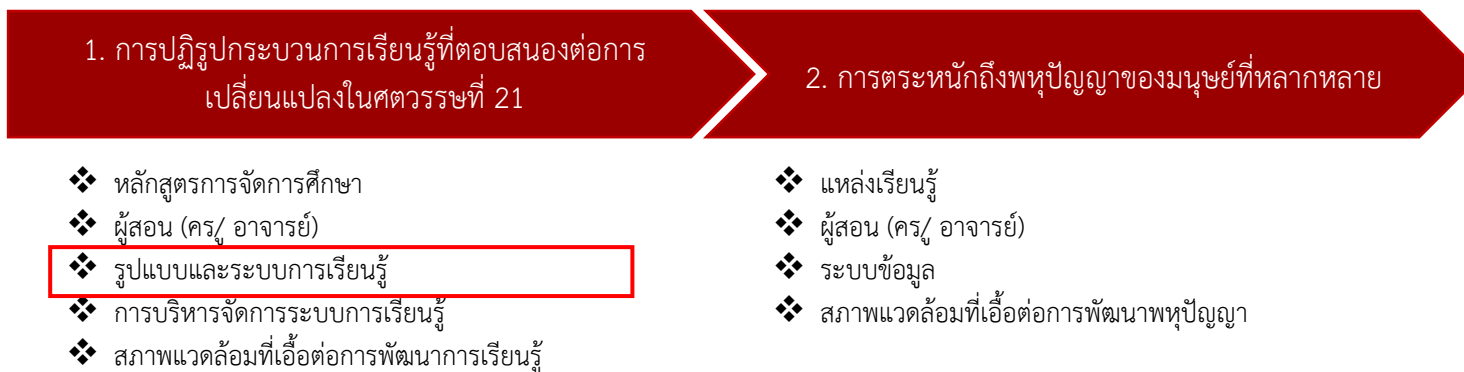 1. การปฏิรูปกระบวนการเรียนรู้ที่ตอบสนองต่อการ
เปลี่ยนแปลงในศตวรรษที่ 21
2. การตระหนักถึงพหุปัญญาของมนุษย์ที่หลากหลาย
❖ หลักสูตรการจัดการศึกษา
❖ ผู้สอน (ครู/ อาจารย์)
❖ รูปแบบและระบบการเรียนรู้
❖ การบริหารจัดการระบบการเรียนรู้
❖ สภาพแวดล้อมที่เอื้อต่อการพัฒนาการเรียนรู้
❖ แหล่งเรียนรู้
❖ ผู้สอน (ครู/ อาจารย์)
❖ ระบบข้อมูล
❖ สภาพแวดล้อมที่เอื้อต่อการพัฒนาพหุปัญญา